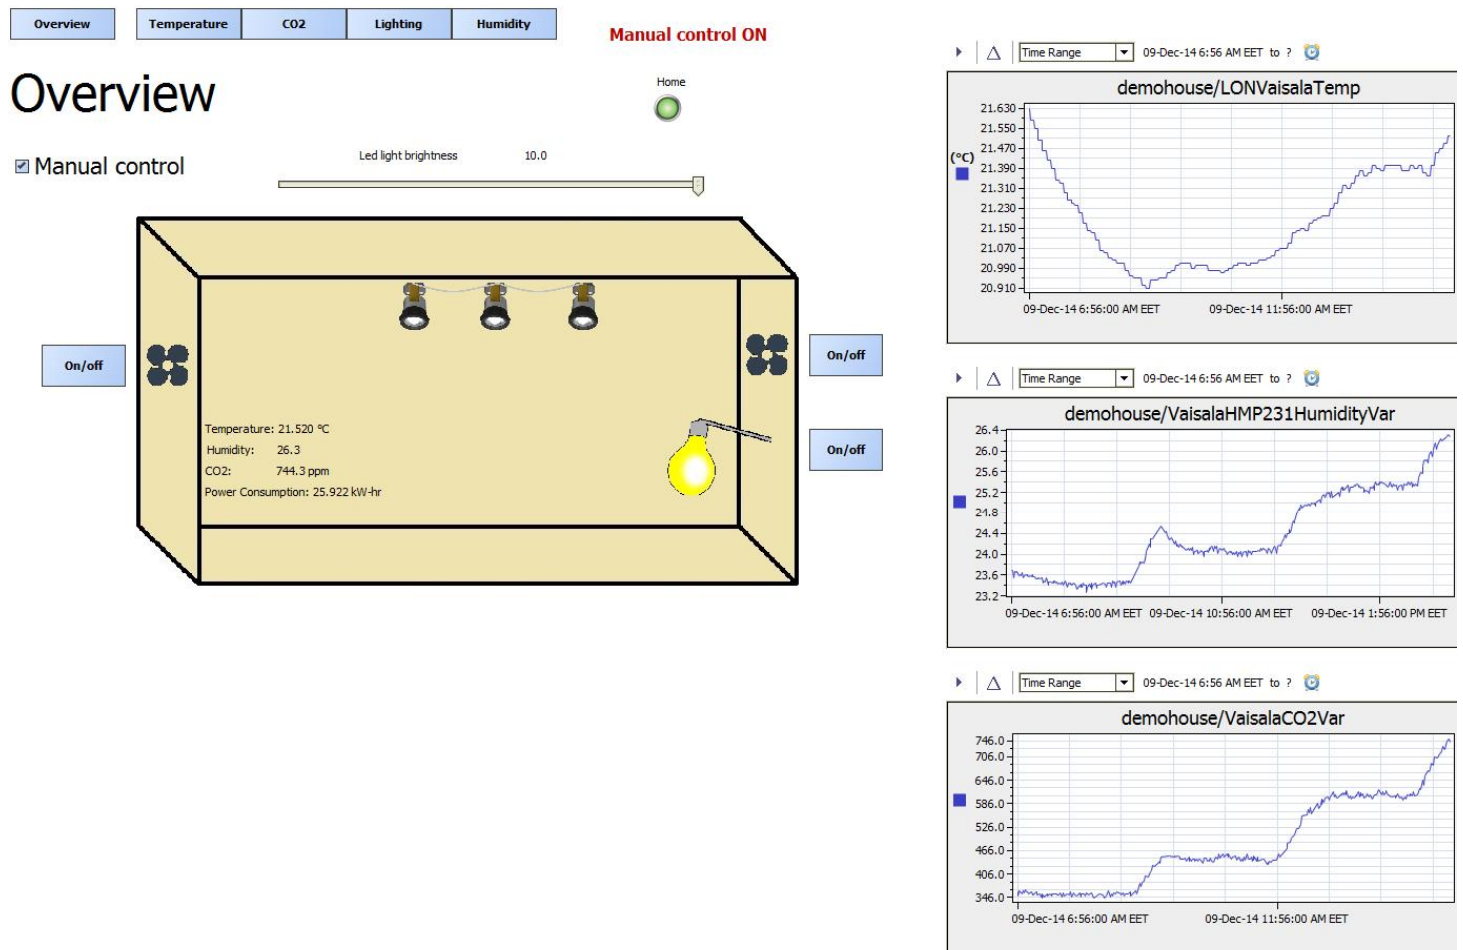 Overview
Temperature
CO2
Lighting
Humidity
Manual control ON
Overview
Home
Manual control
Led light brightness 10.0
On/off
On/off
On/off
Temperature: 21.520 °C
Humidity: 26.3
CO2: 744.3 ppm
Power Consumption: 25.922 kW-hr
Time Range 09-Dec-14 6:56 AM EET to ?
demohouse/LONVaisalaTemp
(°C)
21.630
21.550
21.470
21.390
21.310
21.230
21.150
21.070
20.990
20.910
09-Dec-14 6:56:00 AM EET 09-Dec-14 11:56:00 AM EET
Time Range 09-Dec-14 6:56 AM EET to ?
demohouse/VaisalaHMP231HumidityVar
26.4
26.0
25.6
25.2
24.8
24.4
24.0
23.6
23.2
09-Dec-14 6:56:00 AM EET 09-Dec-14 10:56:00 AM EET 09-Dec-14 1:56:00 PM EET
Time Range 09-Dec-14 6:56 AM EET to ?
demohouse/VaisalaCO2Var
746.0
706.0
646.0
586.0
526.0
466.0
406.0
346.0
09-Dec-14 6:56:00 AM EET 09-Dec-14 11:56:00 AM EET